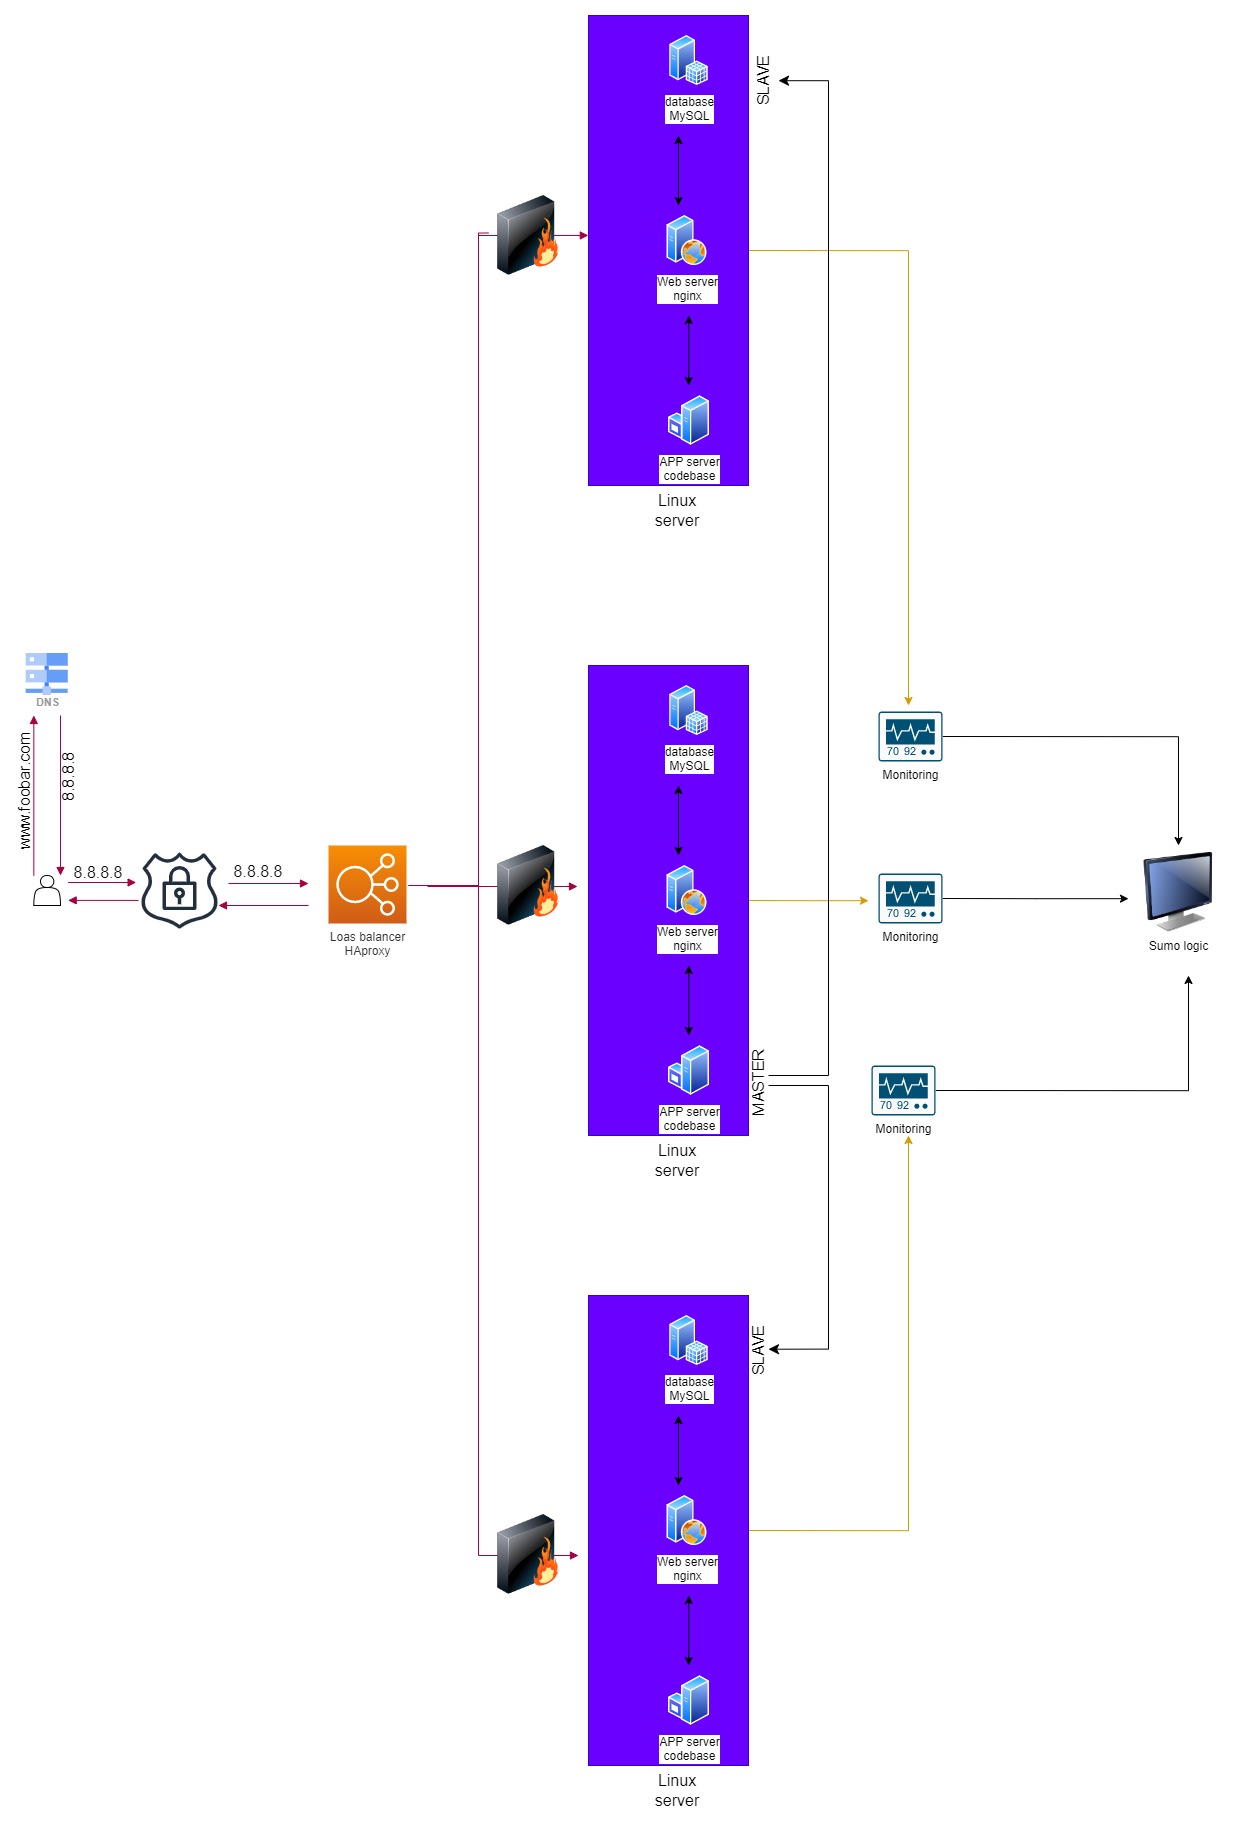 database
MySQL
SLAVE
Web server
nginx
APP server
codebase
Linux
server
DNS
www.foobar.com
8.8.8.8
8.8.8.8
8.8.8.8
Loas balancer
HAproxy
database
MySQL
Web server
nginx
APP server
codebase
MASTER
Linux
server
70 92
Monitoring
70 92
Monitoring
Sumo logic
70 92
Monitoring
database
MySQL
SLAVE
Web server
nginx
APP server
codebase
Linux
server